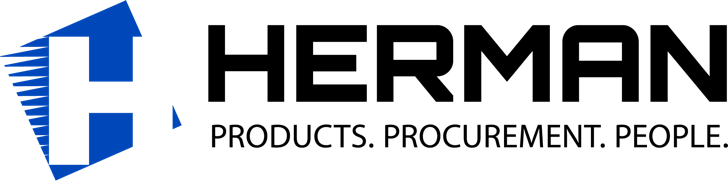 H
HERMAN
PRODUCTS. PROCUREMENT. PEOPLE.